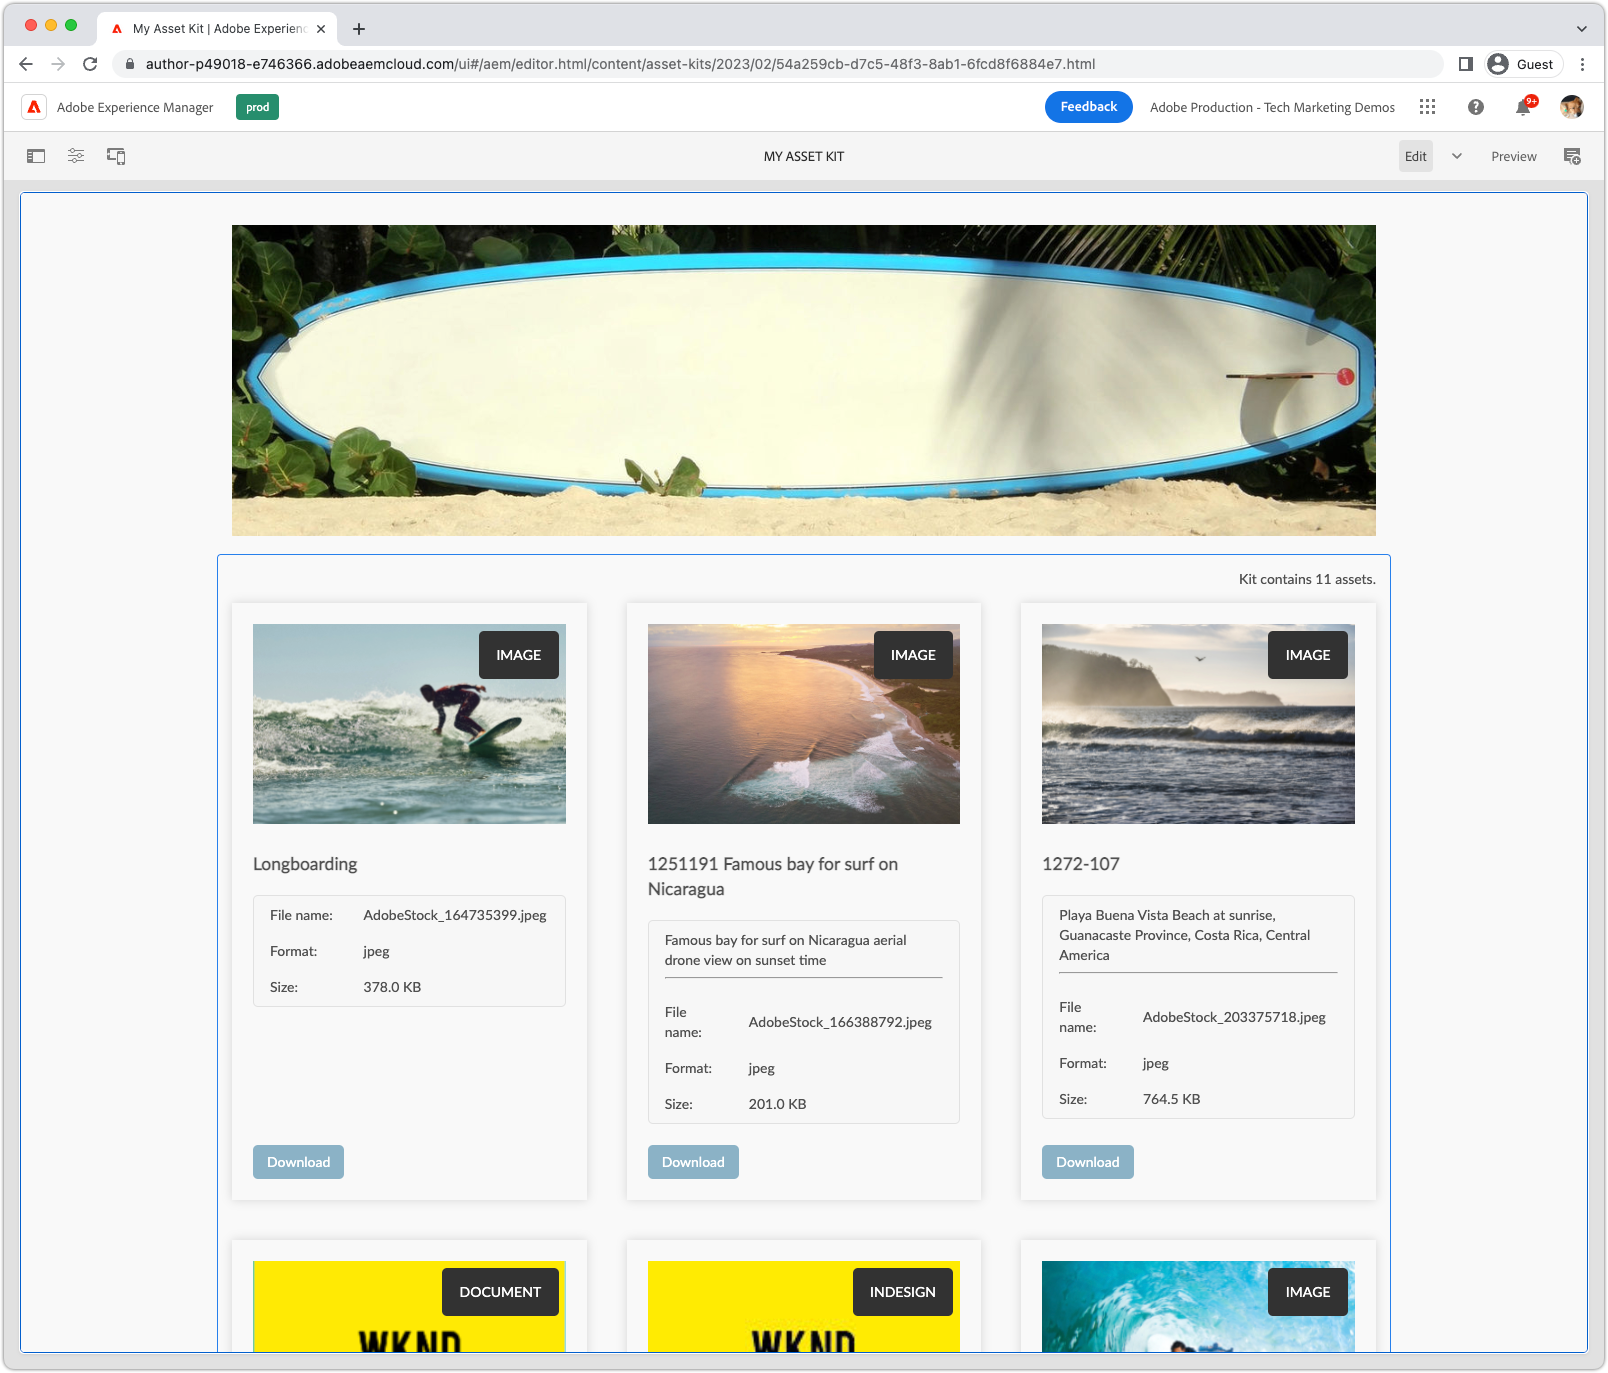 My Asset Kit | Adobe Experienc
author-p49018-e746366.adobeaemcloud.com/ui#/aem/editor.html/content/asset-kits/2023/02/54a259cb-d7c5-48f3-8ab1-6fcd8f6884e7.html
Guest
Adobe Experience Manager
prod
Feedback
Adobe Production - Tech Marketing Demos
9+
MY ASSET KIT
Edit
Preview
Kit contains 11 assets.
IMAGE
Longboarding
File name: AdobeStock_164735399.jpeg
Format: jpeg
Size: 378.0 KB
Download
IMAGE
1251191 Famous bay for surf on
Nicaragua
Famous bay for surf on Nicaragua aerial
drone view on sunset time
File
name: AdobeStock_166388792.jpeg
Format: jpeg
Size: 201.0 KB
Download
IMAGE
1272-107
Playa Buena Vista Beach at sunrise,
Guanacaste Province, Costa Rica, Central
America
File
name: AdobeStock_203375718.jpeg
Format: jpeg
Size: 764.5 KB
Download
DOCUMENT
WKND
INDESIGN
WKND
IMAGE